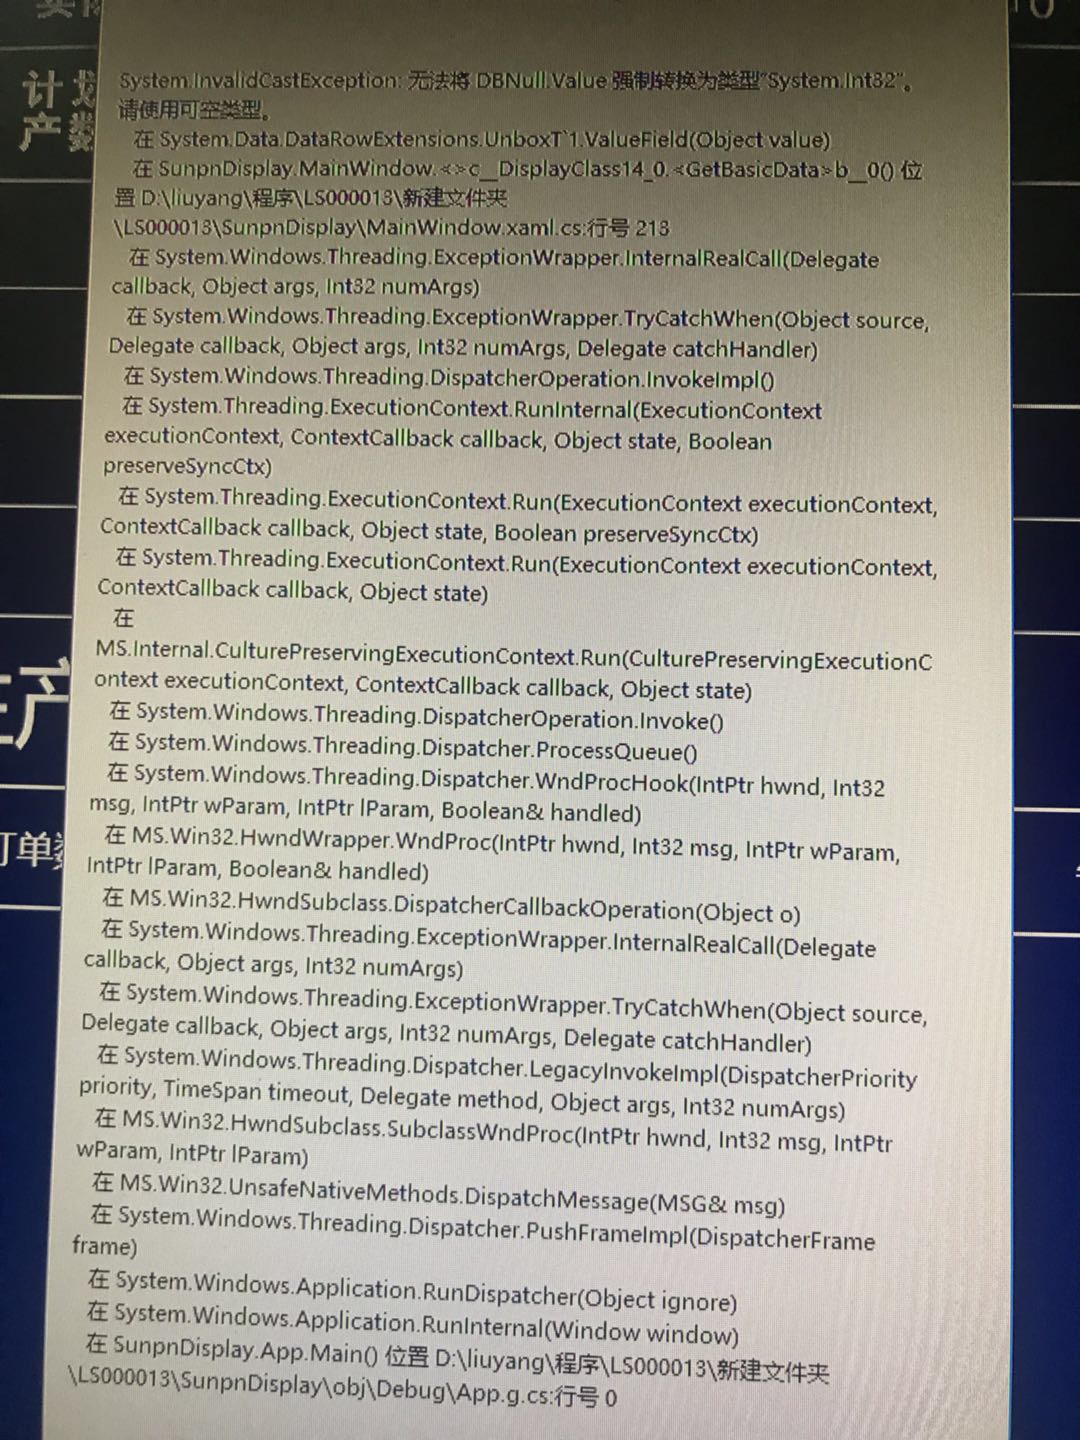 计划
产数
System.InvalidCastException: 无法将 DBNull.Value 强制转换为类型"System.Int32"。
请使用可空类型。
在 System.Data.DataRowExtensions.UnboxT`1.ValueField(Object value)
在 SunpnDisplay.MainWindow.<>c__DisplayClass14_0.<GetBasicData>b__0() 位
置 D:\liuyang\程序\LS000013\新建文件夹
\LS000013\SunpnDisplay\MainWindow.xaml.cs:行号 213
在 System.Windows.Threading.ExceptionWrapper.InternalRealCall(Delegate
callback, Object args, Int32 numArgs)
在 System.Windows.Threading.ExceptionWrapper.TryCatchWhen(Object source,
Delegate callback, Object args, Int32 numArgs, Delegate catchHandler)
在 System.Windows.Threading.DispatcherOperation.InvokeImpl()
在 System.Threading.ExecutionContext.RunInternal(ExecutionContext
executionContext, ContextCallback callback, Object state, Boolean
preserveSyncCtx)
在 System.Threading.ExecutionContext.Run(ExecutionContext executionContext,
ContextCallback callback, Object state, Boolean preserveSyncCtx)
在 System.Threading.ExecutionContext.Run(ExecutionContext executionContext,
ContextCallback callback, Object state)
在
MS.Internal.CulturePreservingExecutionContext.Run(CulturePreservingExecutionC
ontext executionContext, ContextCallback callback, Object state)
在 System.Windows.Threading.DispatcherOperation.Invoke()
在 System.Windows.Threading.Dispatcher.ProcessQueue()
在 System.Windows.Threading.Dispatcher.WndProcHook(IntPtr hwnd, Int32
msg, IntPtr wParam, IntPtr lParam, Boolean& handled)
在 MS.Win32.HwndWrapper.WndProc(IntPtr hwnd, Int32 msg, IntPtr wParam,
IntPtr lParam, Boolean& handled)
在 MS.Win32.HwndSubclass.DispatcherCallbackOperation(Object o)
在 System.Windows.Threading.ExceptionWrapper.InternalRealCall(Delegate
callback, Object args, Int32 numArgs)
在 System.Windows.Threading.ExceptionWrapper.TryCatchWhen(Object source,
Delegate callback, Object args, Int32 numArgs, Delegate catchHandler)
在 System.Windows.Threading.Dispatcher.LegacyInvokeImpl(DispatcherPriority
priority, TimeSpan timeout, Delegate method, Object args, Int32 numArgs)
在 MS.Win32.HwndSubclass.SubclassWndProc(IntPtr hwnd, Int32 msg, IntPtr
wParam, IntPtr lParam)
在 MS.Win32.UnsafeNativeMethods.DispatchMessage(MSG& msg)
在 System.Windows.Threading.Dispatcher.PushFrameImpl(DispatcherFrame
frame)
在 System.Windows.Application.RunDispatcher(Object ignore)
在 System.Windows.Application.RunInternal(Window window)
在 SunpnDisplay.App.Main() 位置 D:\liuyang\程序\LS000013\新建文件夹
\LS000013\SunpnDisplay\obj\Debug\App.g.cs:行号 0
产
订单数